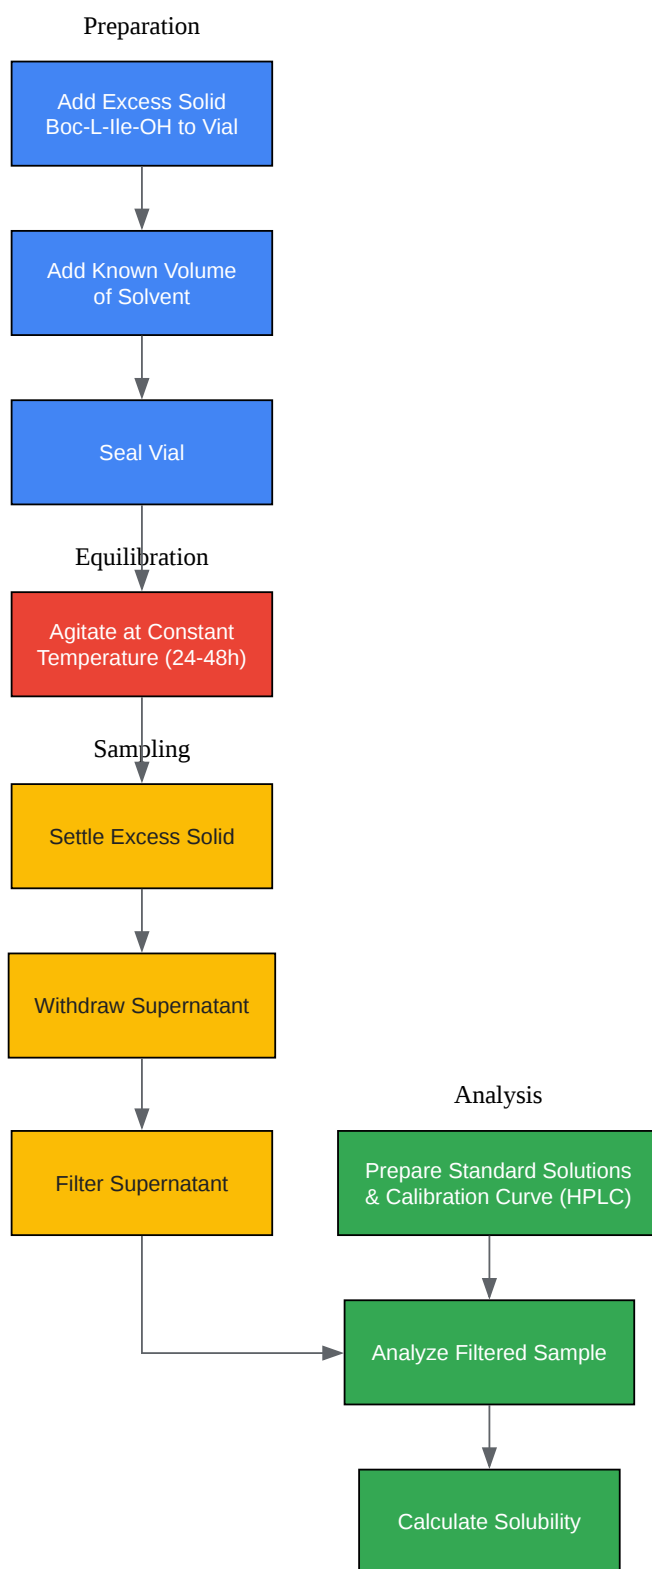 Preparation
Add Excess Solid
Boc-L-Ile-OH to Vial
Add Known Volume
of Solvent
Seal Vial
Equilibration
Agitate at Constant
Temperature (24-48h)
Sampling
Settle Excess Solid
Withdraw Supernatant
Filter Supernatant
Analysis
Prepare Standard Solutions
& Calibration Curve (HPLC)
Analyze Filtered Sample
Calculate Solubility